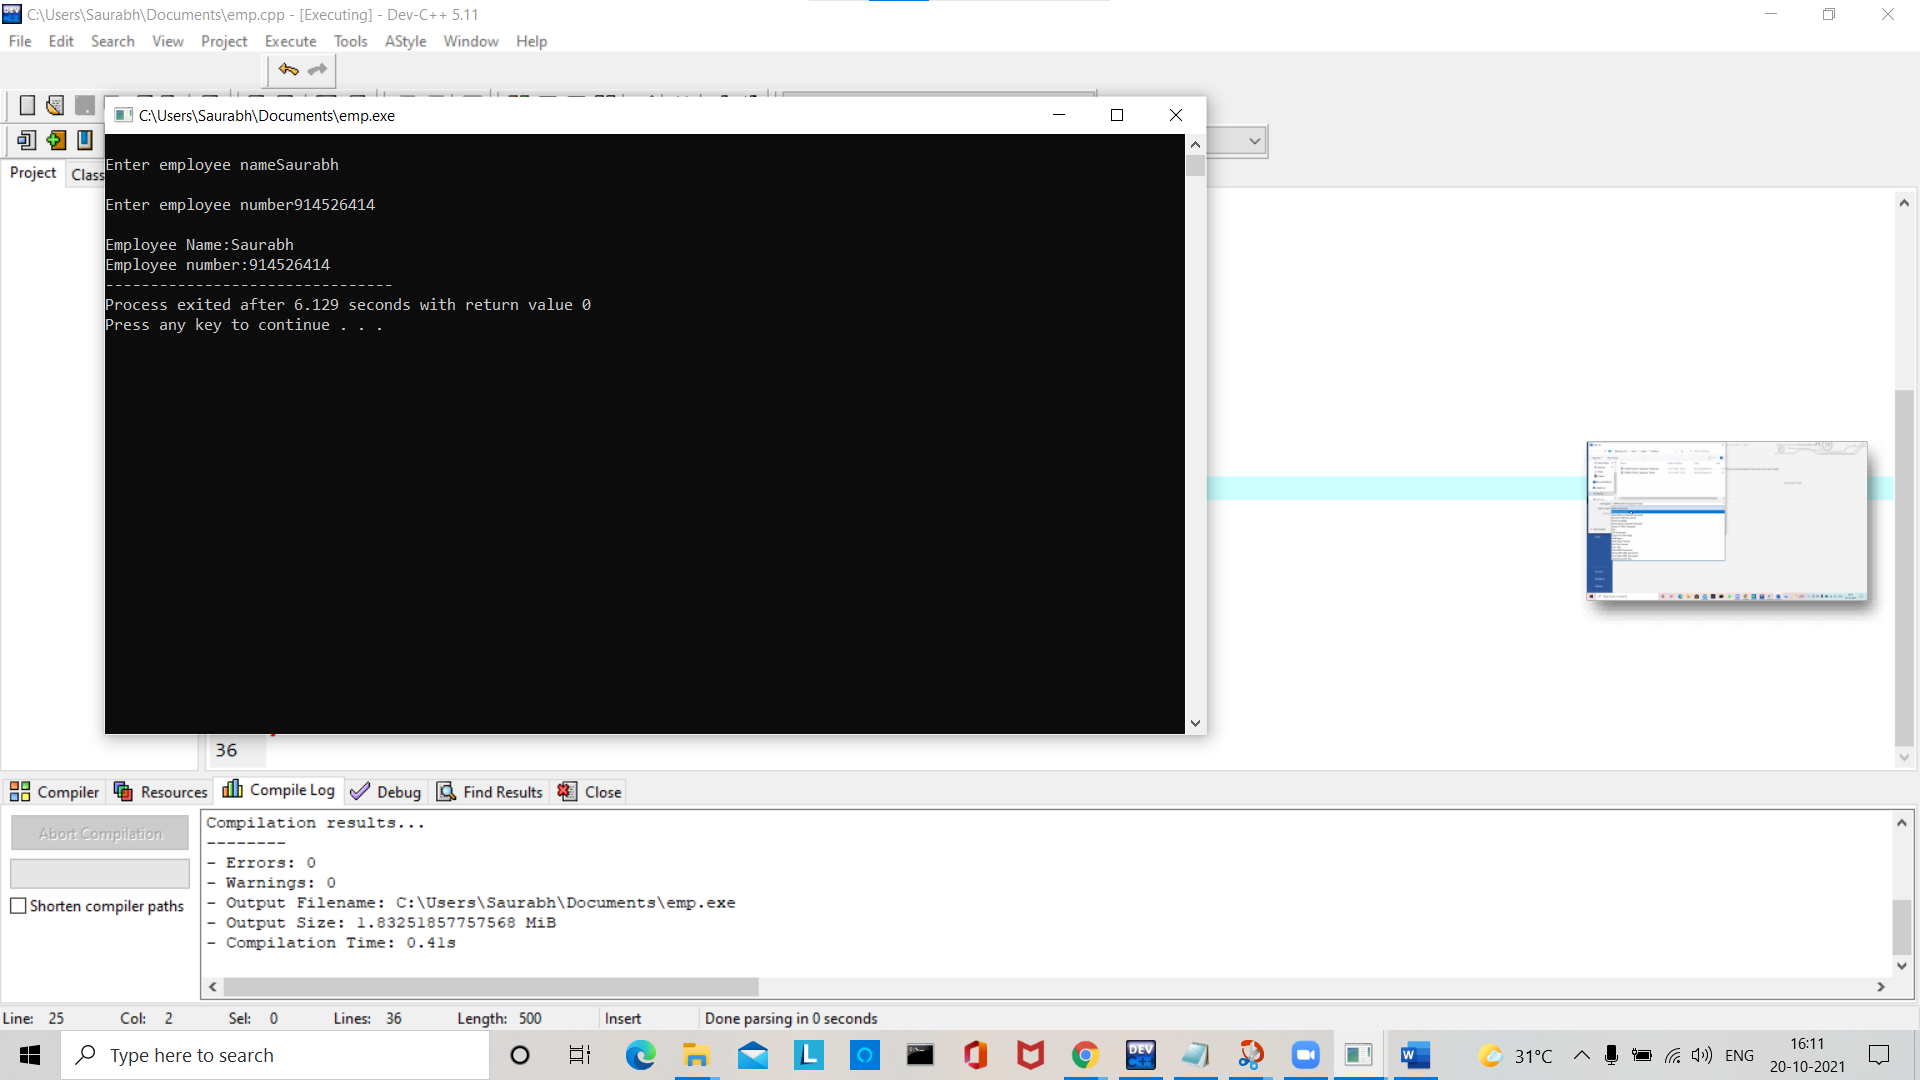 C:\Users\Saurabh\Documents\emp.cpp - [Executing] - Dev-C++ 5.11
File Edit Search View Project Execute Tools AStyle Window Help
C:\Users\Saurabh\Documents\emp.exe
Project Class
Enter employee nameSaurabh
Enter employee number914526414
Employee Name:Saurabh
Employee number:914526414
--------------------------------
Process exited after 6.129 seconds with return value 0
Press any key to continue . . .
36
Compiler Resources Compile Log Debug Find Results Close
Abort Compilation
Shorten compiler paths
Compilation results...
--------
- Errors: 0
- Warnings: 0
- Output Filename: C:\Users\Saurabh\Documents\emp.exe
- Output Size: 1.83251857757568 MiB
- Compilation Time: 0.41s
Line: 25 Col: 2 Sel: 0 Lines: 36 Length: 500 Insert Done parsing in 0 seconds
Type here to search
DEV
31°C ENG
16:11
20-10-2021